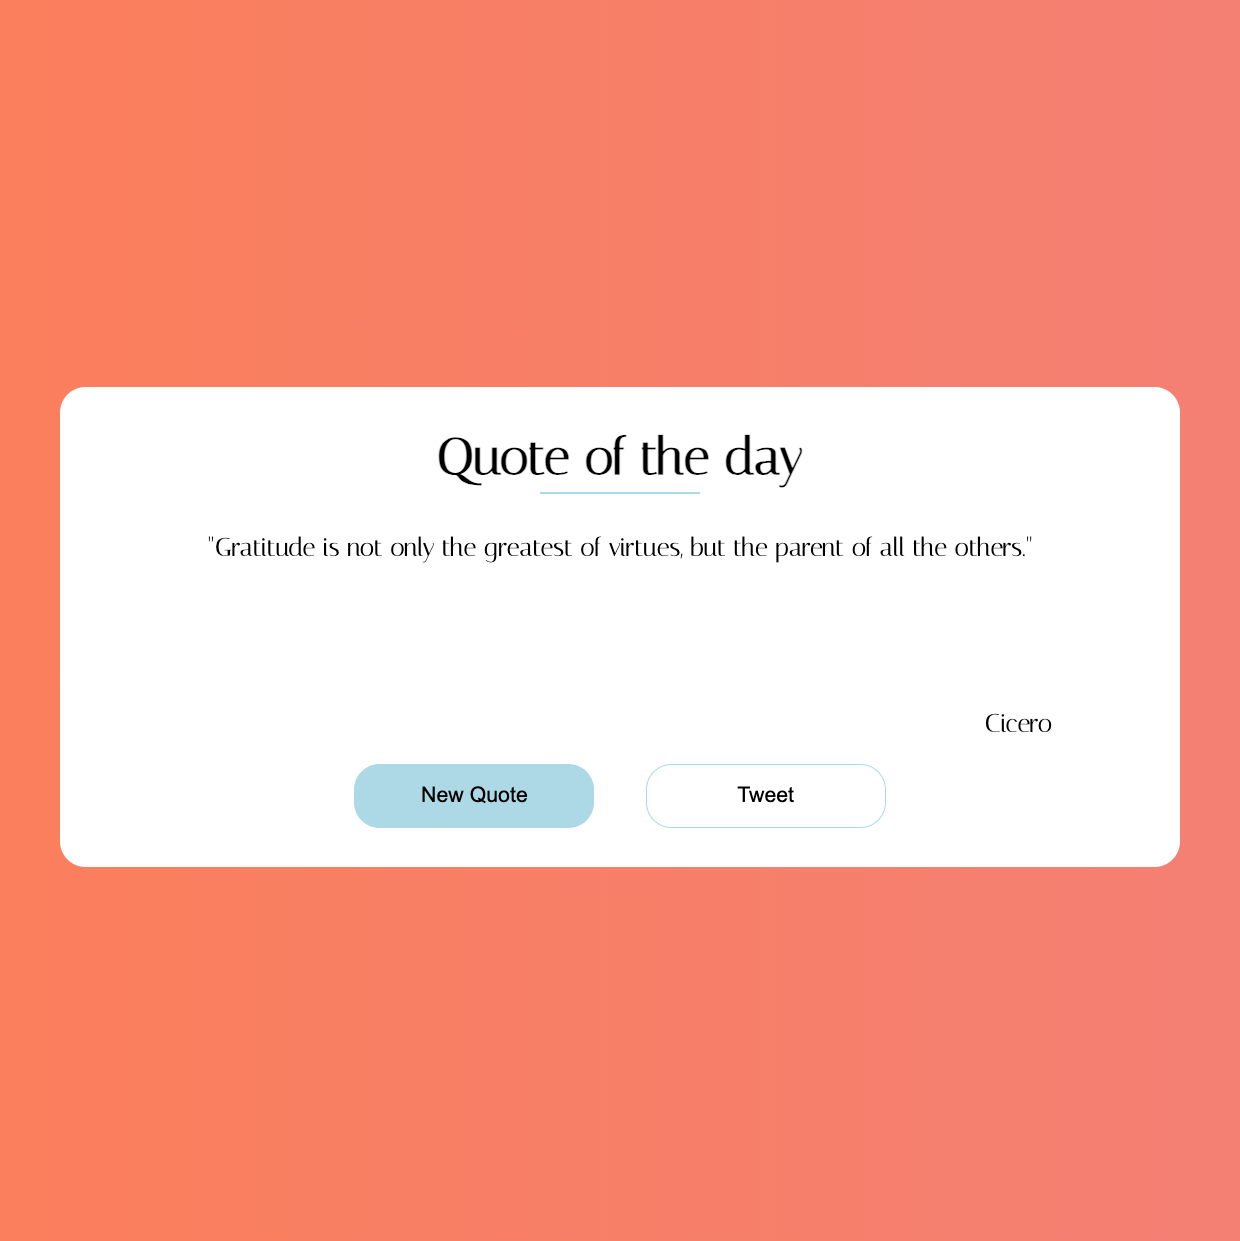 Quote of the day
"Gratitude is not only the greatest of virtues, but the parent of all the others."
Cicero
New Quote
Tweet